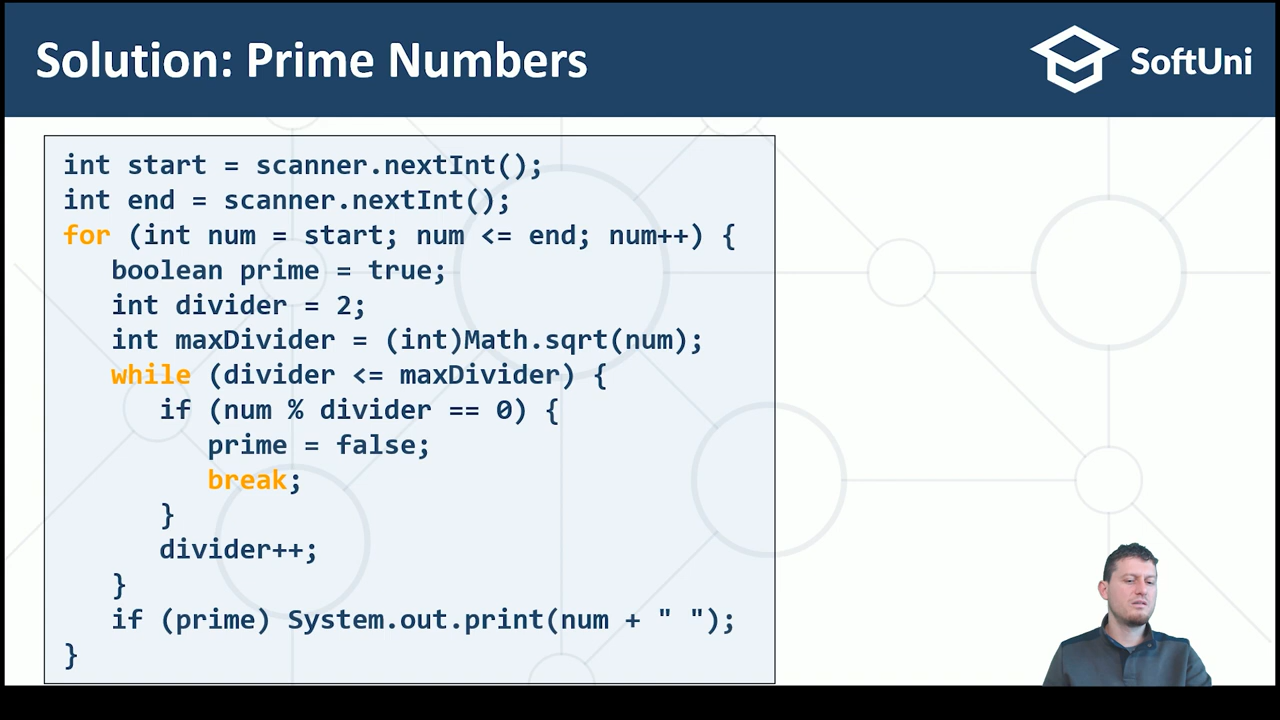 Solution: Prime Numbers
SoftUni
int start = scanner.nextInt();
int end = scanner.nextInt();
for (int num = start; num <= end; num++) {
   boolean prime = true;
   int divider = 2;
   int maxDivider = (int)Math.sqrt(num);
   while (divider <= maxDivider) {
      if (num % divider == 0) {
         prime = false;
         break;
      }
      divider++;
   }
   if (prime) System.out.print(num + " ");
}